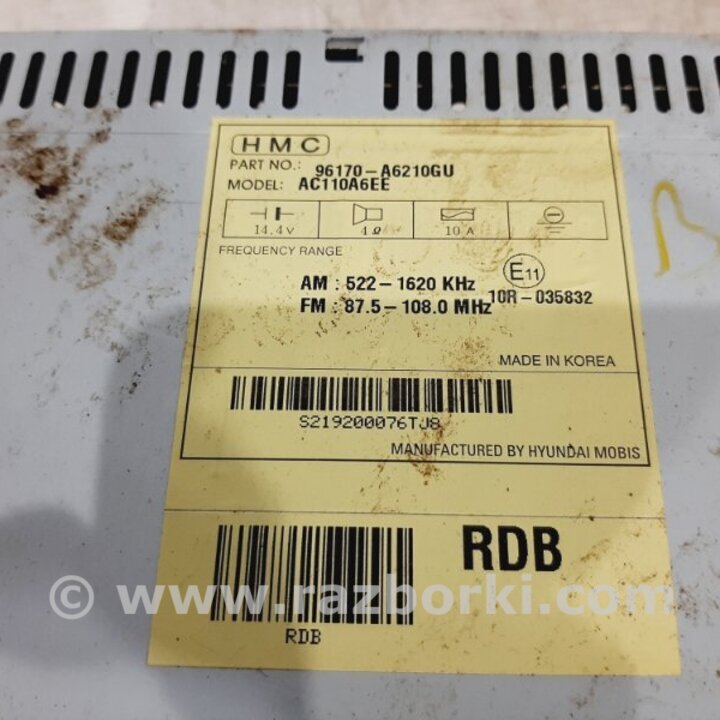 HMC
PART NO.: 96170-A6210GU
MODEL: AC110A6EE
14.4v 4Ω 10A
FREQUENCY RANGE
AM : 522-1620 KHz
FM : 87.5-108.0 MHz
E11
10R-035832
MADE IN KOREA
S219200076TJ8
MANUFACTURED BY HYUNDAI MOBIS
RDB
© www.razborki.com
RDB
B